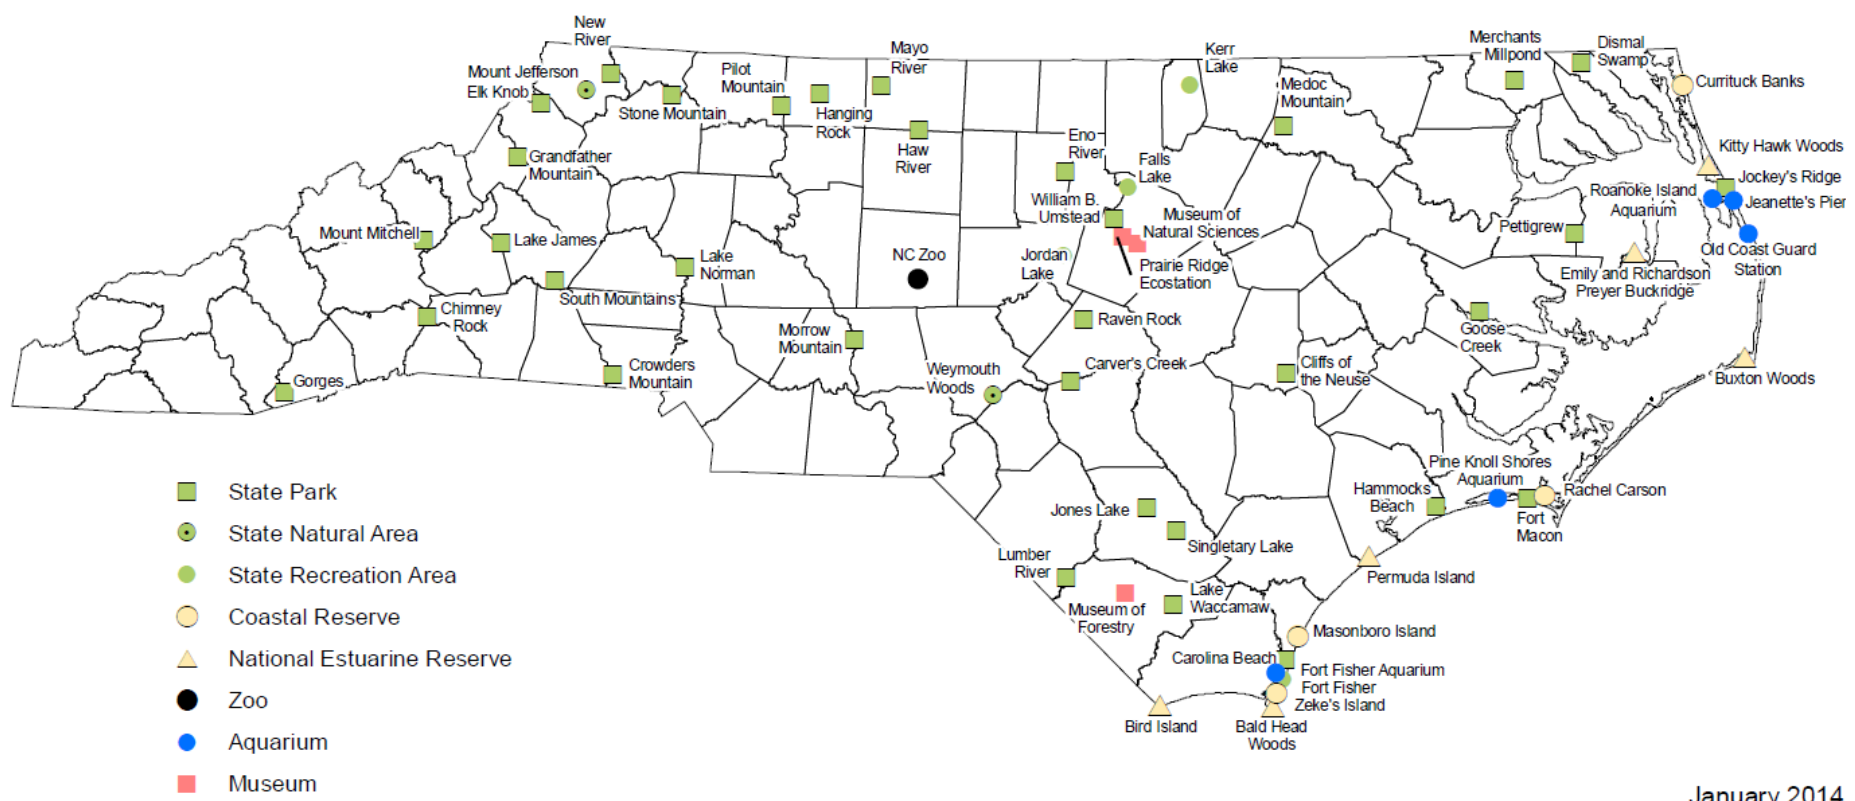 New
River
Mount Jefferson
Elk Knob
Stone Mountain
Pilot
Mountain
Hanging
Rock
Mayo
River
Haw
River
Kerr
Lake
Medoc
Mountain
Merchants
Millpond
Dismal
Swamp
Currituck Banks
Grandfather
Mountain
Eno
River
Falls
Lake
Kitty Hawk Woods
Jockey's Ridge
Roanoke Island
Aquarium
Jeanette's Pier
William B.
Umstead
Museum of
Natural Sciences
Pettigrew
Old Coast Guard
Station
Mount Mitchell
Lake James
Lake
Norman
NC Zoo
Jordan
Lake
Prairie Ridge
Ecostation
Emily and Richardson
Preyer Buckridge
South Mountains
Chimney
Rock
Morrow
Mountain
Raven Rock
Goose
Creek
Crowders
Mountain
Weymouth
Woods
Carver's Creek
Cliffs of
the Neuse
Buxton Woods
Gorges
Pine Knoll Shores
Aquarium
Hammocks
Beach
Rachel Carson
Fort
Macon
Jones Lake
Singletary Lake
Lumber
River
Permuda Island
Museum of
Forestry
Lake
Waccamaw
Masonboro Island
Carolina Beach
Fort Fisher Aquarium
Fort Fisher
Zeke's Island
Bird Island
Bald Head
Woods
State Park
State Natural Area
State Recreation Area
Coastal Reserve
National Estuarine Reserve
Zoo
Aquarium
Museum
January 2014